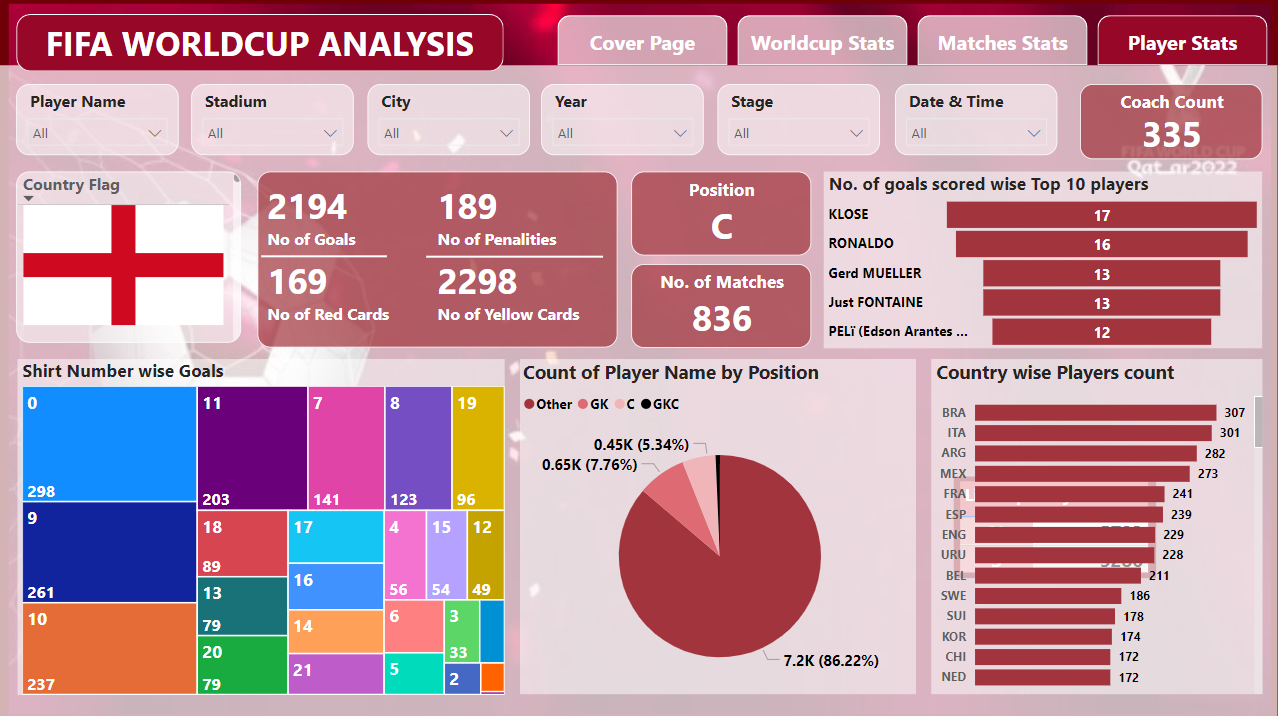 FIFA WORLDCUP ANALYSIS
Cover Page
Worldcup Stats
Matches Stats
Player Stats
Player Name
All
Stadium
All
City
All
Year
All
Stage
All
Date & Time
All
Coach Count
335
FIFA WORLD CUP
Qat_ar2022
Country Flag
2194
No of Goals
189
No of Penalities
169
No of Red Cards
2298
No of Yellow Cards
Position
C
No. of Matches
836
No. of goals scored wise Top 10 players
KLOSE 17
RONALDO 16
Gerd MUELLER 13
Just FONTAINE 13
PELï (Edson Arantes ... 12
Shirt Number wise Goals
0
298
9
261
10
237
11
203
7
141
8
123
19
96
18
89
13
79
20
79
17
16
14
21
4
56
15
54
12
49
6
5
3
33
2
Count of Player Name by Position
Other GK C GKC
0.45K (5.34%)
0.65K (7.76%)
7.2K (86.22%)
Country wise Players count
BRA 307
ITA 301
ARG 282
MEX 273
FRA 241
ESP 239
ENG 229
URU 228
BEL 211
SWE 186
SUI 178
KOR 174
CHI 172
NED 172